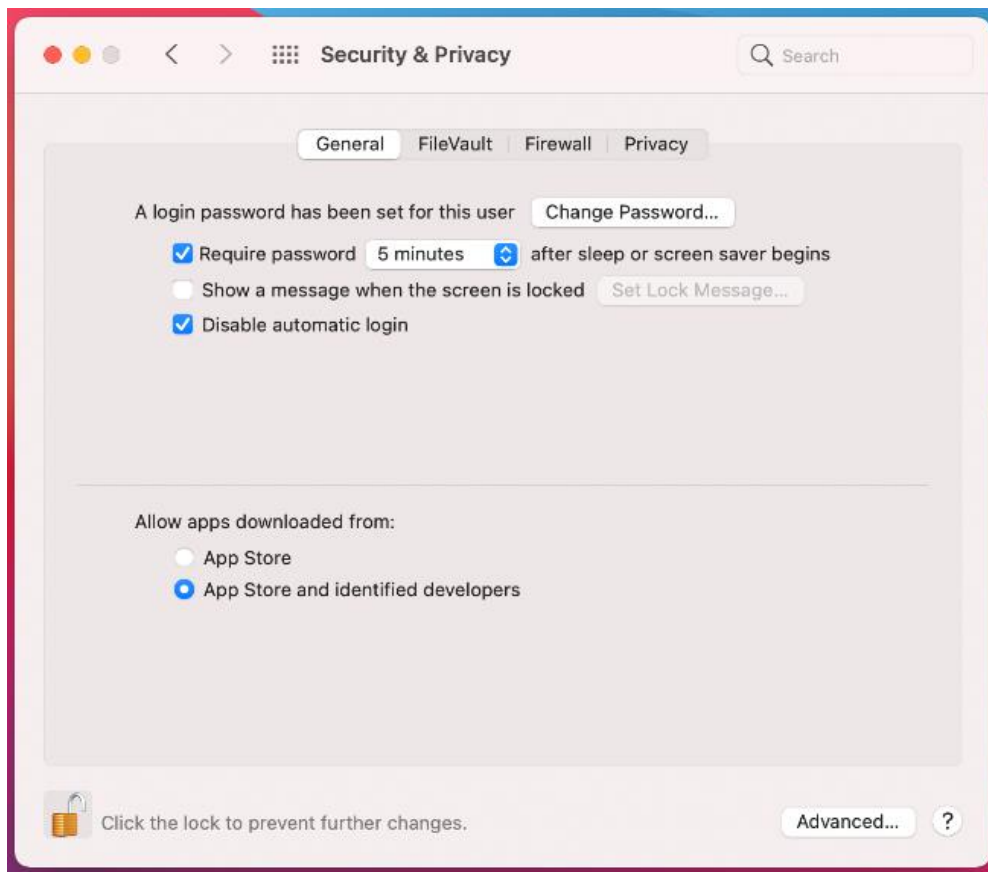 Security & Privacy
Search
General FileVault Firewall Privacy
A login password has been set for this user Change Password...
Require password 5 minutes after sleep or screen saver begins
Show a message when the screen is locked Set Lock Message...
Disable automatic login
Allow apps downloaded from:
App Store
App Store and identified developers
Click the lock to prevent further changes.
Advanced... ?